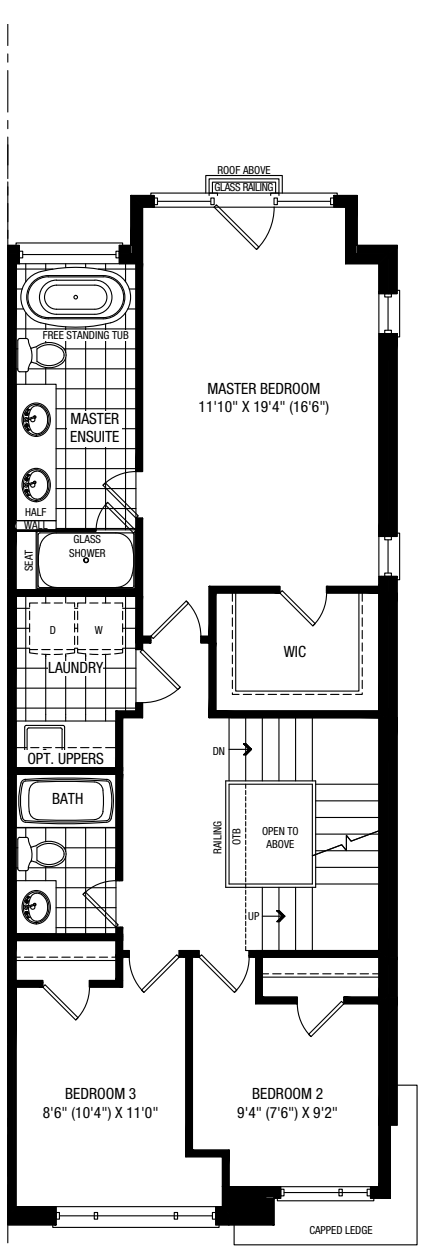 ROOF ABOVE
GLASS RAILING
FREE STANDING TUB
MASTER BEDROOM
11'10" X 19'4" (16'6")
MASTER
ENSUITE
HALF
WALL
GLASS
SHOWER
SEAT
D
W
WIC
LAUNDRY
DN
OPT. UPPERS
BATH
RAILING
OTB
OPEN TO
ABOVE
UP
BEDROOM 3
8'6" (10'4") X 11'0"
BEDROOM 2
9'4" (7'6") X 9'2"
CAPPED LEDGE